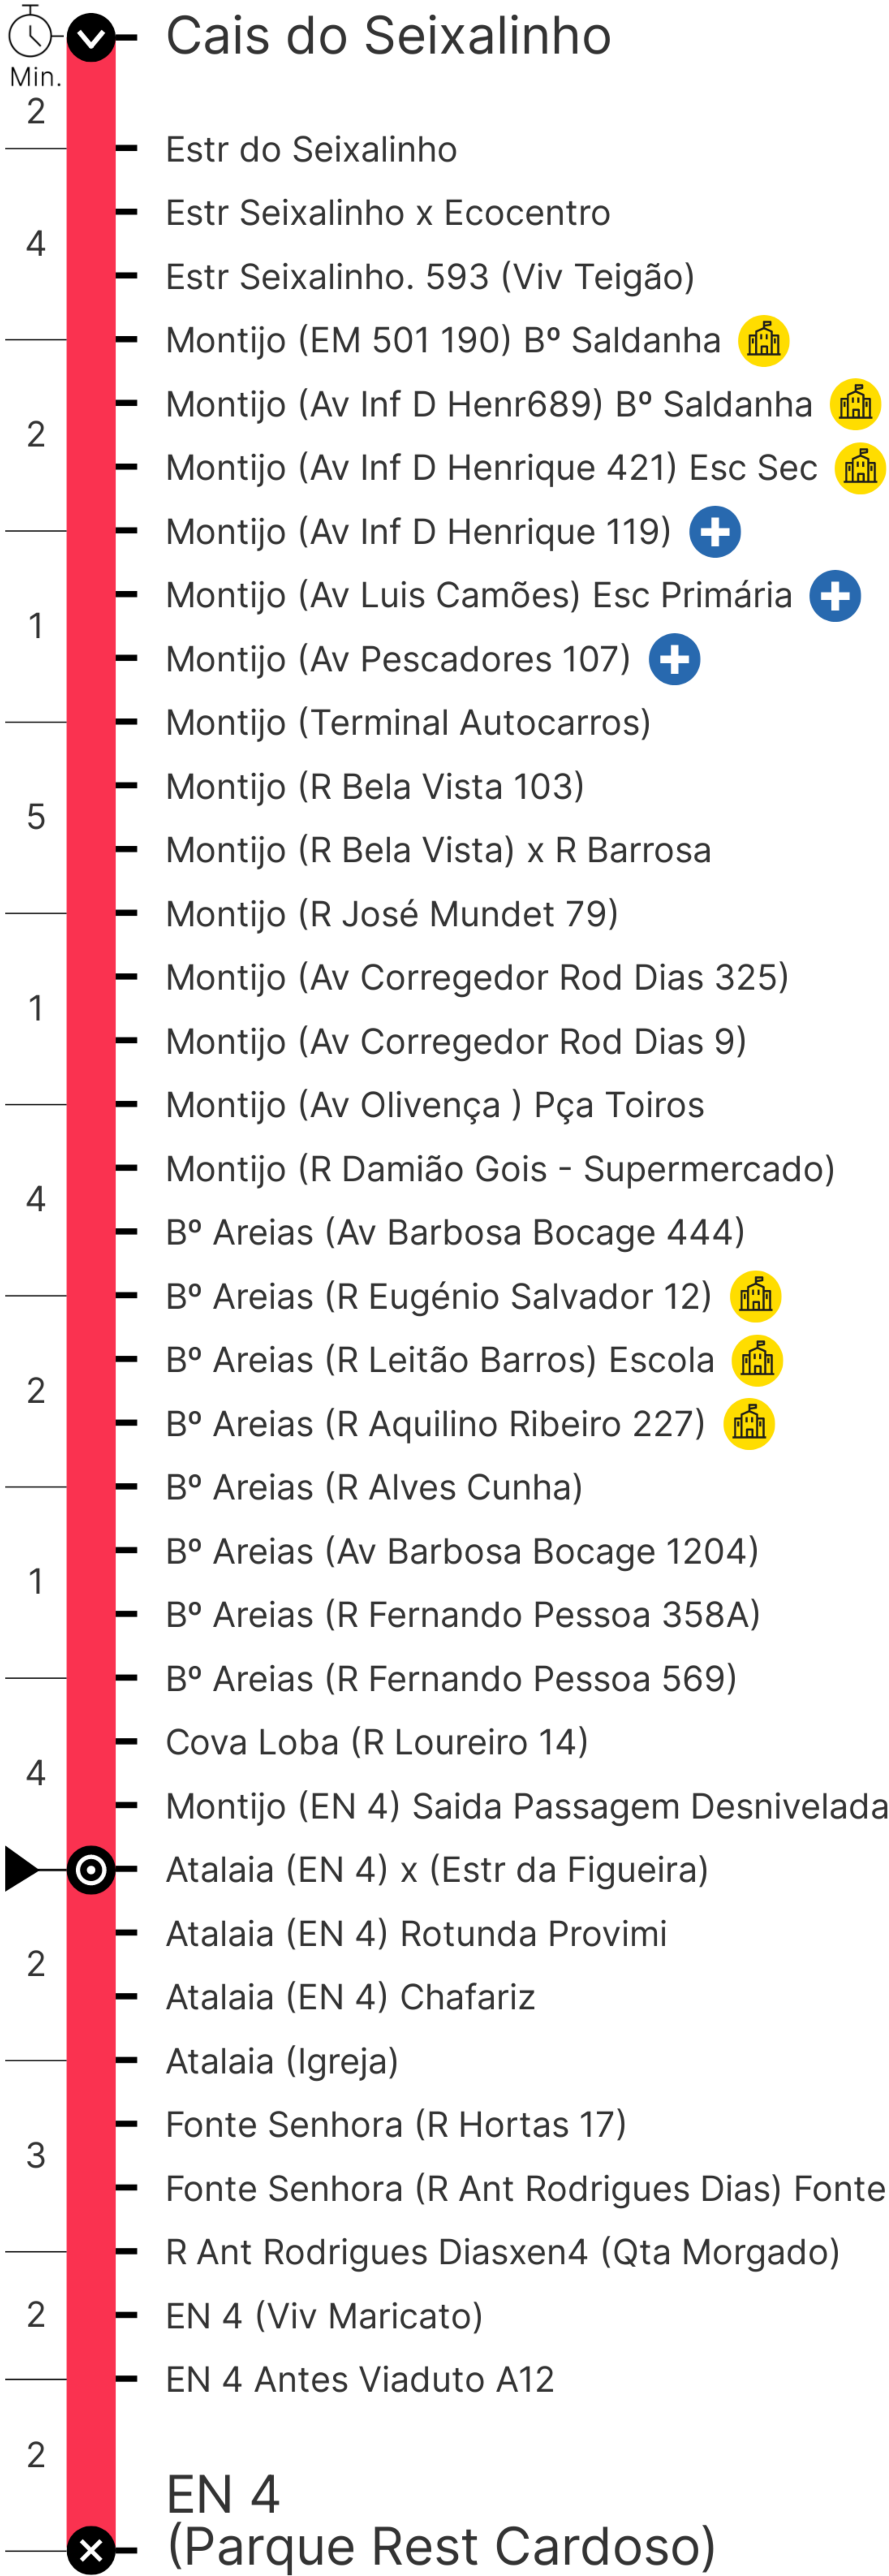 Cais do Seixalinho
Min.
2
Estr do Seixalinho
Estr Seixalinho x Ecocentro
4
Estr Seixalinho. 593 (Viv Teigão)
Montijo (EM 501 190) Bº Saldanha
Montijo (Av Inf D Henr689) Bº Saldanha
2
Montijo (Av Inf D Henrique 421) Esc Sec
Montijo (Av Inf D Henrique 119)
Montijo (Av Luis Camões) Esc Primária
1
Montijo (Av Pescadores 107)
Montijo (Terminal Autocarros)
Montijo (R Bela Vista 103)
5
Montijo (R Bela Vista) x R Barrosa
Montijo (R José Mundet 79)
Montijo (Av Corregedor Rod Dias 325)
1
Montijo (Av Corregedor Rod Dias 9)
Montijo (Av Olivença ) Pça Toiros
Montijo (R Damião Gois - Supermercado)
4
Bº Areias (Av Barbosa Bocage 444)
Bº Areias (R Eugénio Salvador 12)
Bº Areias (R Leitão Barros) Escola
2
Bº Areias (R Aquilino Ribeiro 227)
Bº Areias (R Alves Cunha)
Bº Areias (Av Barbosa Bocage 1204)
1
Bº Areias (R Fernando Pessoa 358A)
Bº Areias (R Fernando Pessoa 569)
Cova Loba (R Loureiro 14)
4
Montijo (EN 4) Saida Passagem Desnivelada
Atalaia (EN 4) x (Estr da Figueira)
Atalaia (EN 4) Rotunda Provimi
2
Atalaia (EN 4) Chafariz
Atalaia (Igreja)
Fonte Senhora (R Hortas 17)
3
Fonte Senhora (R Ant Rodrigues Dias) Fonte
R Ant Rodrigues Diasxen4 (Qta Morgado)
2
EN 4 (Viv Maricato)
EN 4 Antes Viaduto A12
2
EN 4
(Parque Rest Cardoso)